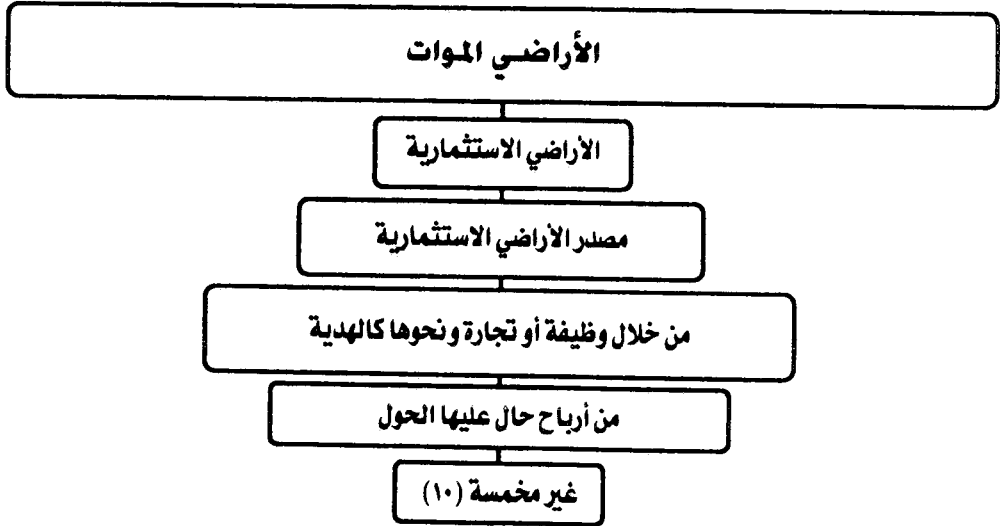 الأراضي الموات
الأراضي الاستثمارية
مصدر الأراضي الاستثمارية
من خلال وظيفة أو تجارة ونحوها كالهدية
من أرباح حال عليها الحول
غير مخمسة (١٠)